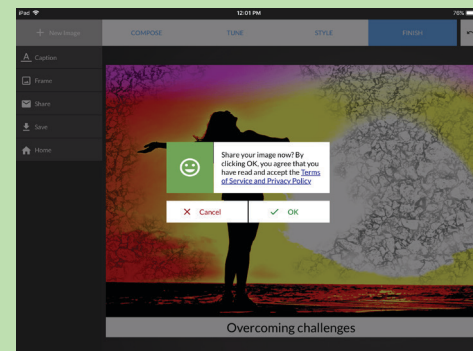 iPad
12:01 PM
76%
+ New Image
COMPOSE
TUNE
STYLE
FINISH
A Caption
Frame
Share
Save
Home
Share your image now? By
clicking OK, you agree that you
have read and accept the Terms
of Service and Privacy Policy
Cancel
OK
Overcoming challenges